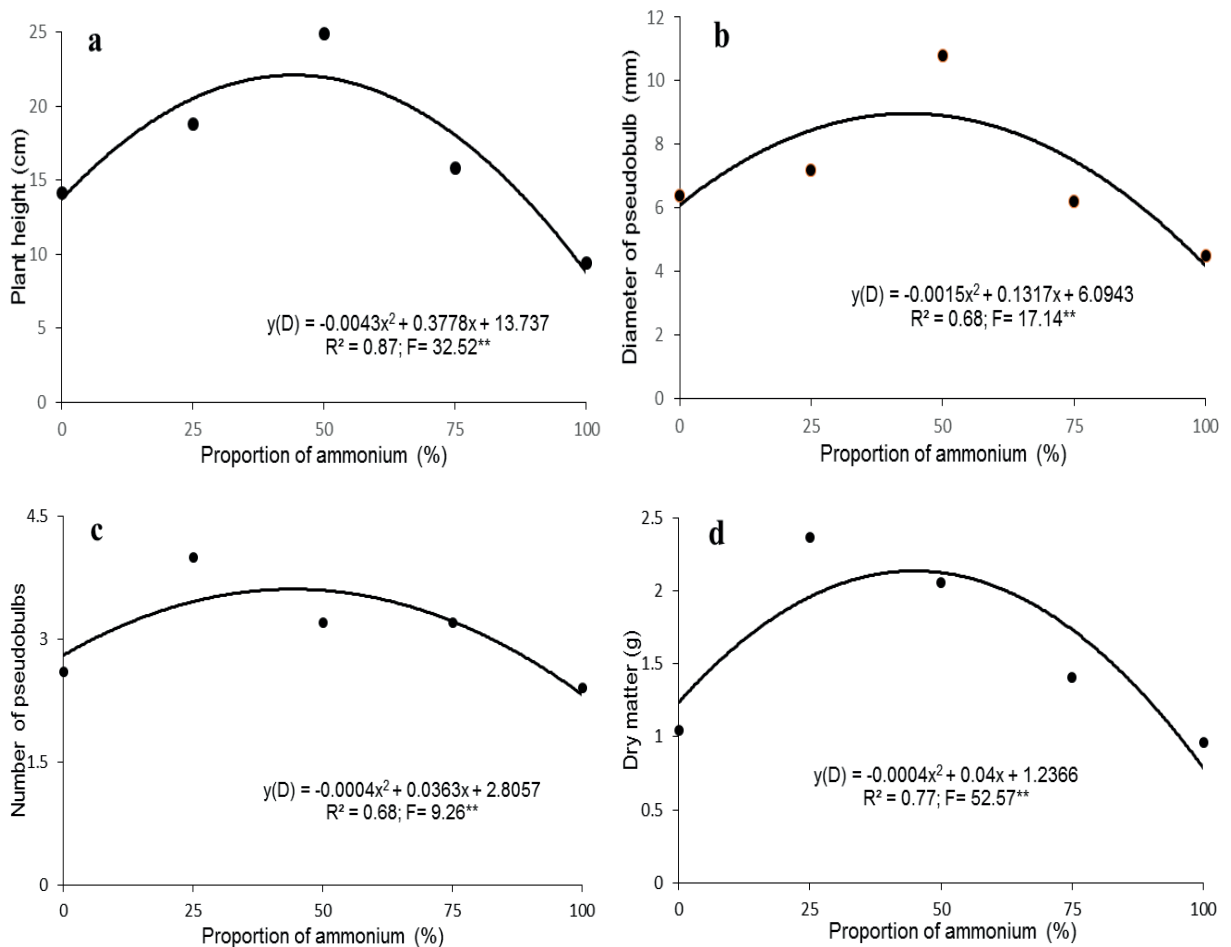 a
25
20
15
10
5
0
Plant height (cm)
y(D) = -0.0043x² + 0.3778x + 13.737
R² = 0.87; F= 32.52**
0 25 50 75 100
Proportion of ammonium (%)
b
12
10
8
6
4
2
0
Diameter of pseudobulb (mm)
y(D) = -0.0015x² + 0.1317x + 6.0943
R² = 0.68; F= 17.14**
0 25 50 75 100
Proportion of ammonium (%)
c
4.5
3
1.5
0
Number of pseudobulbs
y(D) = -0.0004x² + 0.0363x + 2.8057
R² = 0.68; F= 9.26**
0 25 50 75 100
Proportion of ammonium (%)
d
2.5
2
1.5
1
0.5
0
Dry matter (g)
y(D) = -0.0004x² + 0.04x + 1.2366
R² = 0.77; F= 52.57**
0 25 50 75 100
Proportion of ammonium (%)